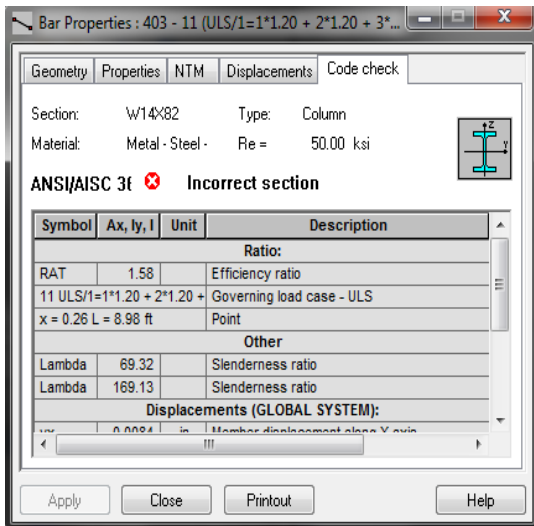 Bar Properties : 403 - 11 (ULS/1=1*1.20 + 2*1.20 + 3*...
Geometry Properties NTM Displacements Code check
Section: W14X82 Type: Column
Material: Metal - Steel - Re = 50.00 ksi
z
y
ANSI/AISC 36 Incorrect section
Symbol Ax, Iy, I Unit Description
Ratio:
RAT 1.58 Efficiency ratio
11 ULS/1=1*1.20 + 2*1.20 + Governing load case - ULS
x = 0.26 L = 8.98 ft Point
Other
Lambda 69.32 Slenderness ratio
Lambda 169.13 Slenderness ratio
Displacements (GLOBAL SYSTEM):
0.0084 in Member displacement along X axis
Apply Close Printout Help